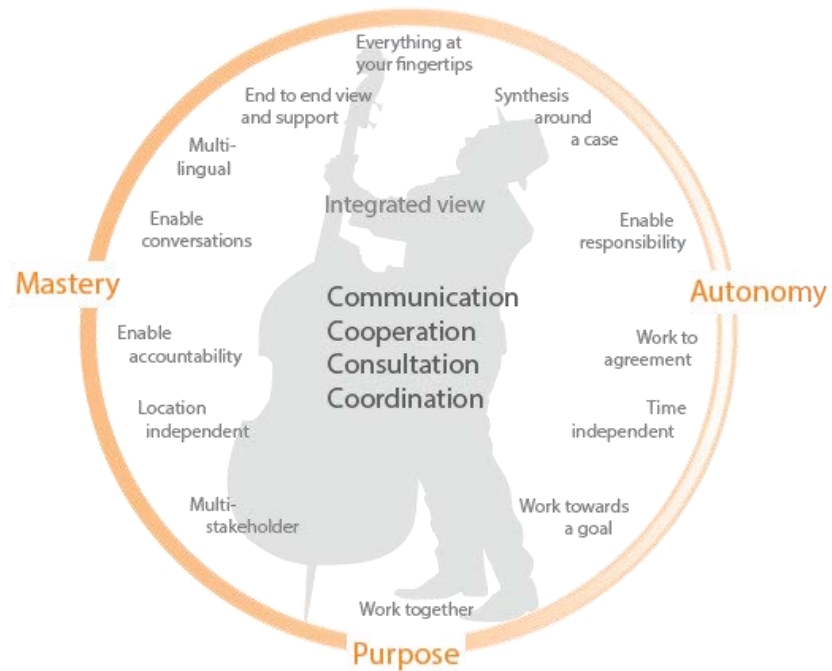 Everything at
your fingertips
End to end view
and support
Synthesis
around
a case
Multi-
lingual
Integrated view
Enable
conversations
Enable
responsibility
Mastery
Autonomy
Communication
Cooperation
Consultation
Coordination
Enable
accountability
Work to
agreement
Location
independent
Time
independent
Multi-
stakeholder
Work towards
a goal
Work together
Purpose